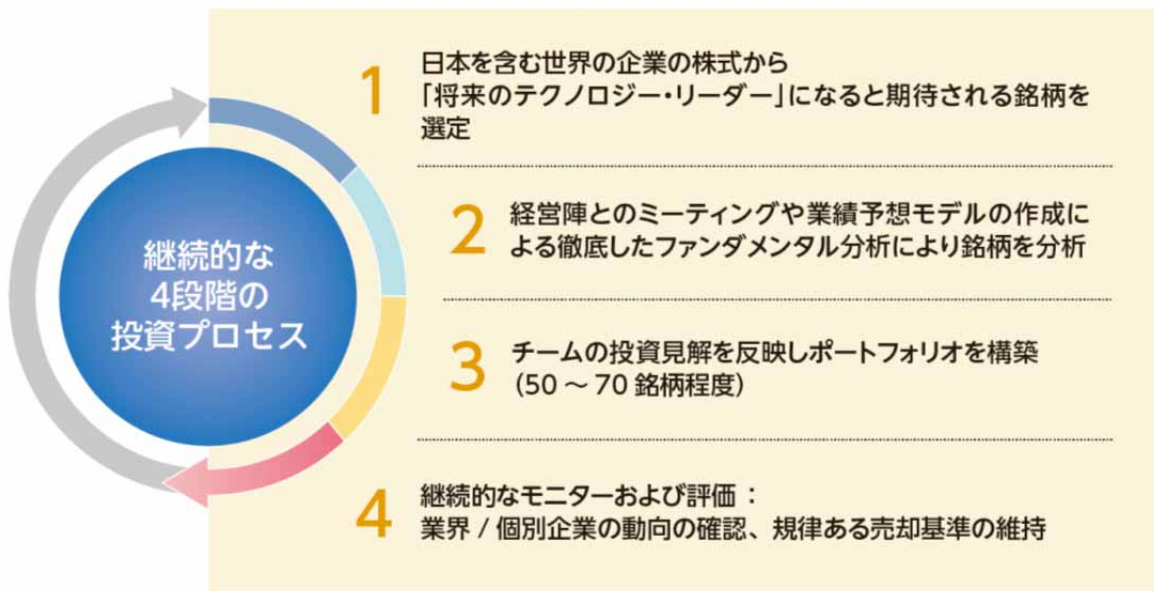 継続的な
4段階の
投資プロセス
1
日本を含む世界の企業の株式から
「将来のテクノロジー・リーダー」になると期待される銘柄を
選定
2
経営陣とのミーティングや業績予想モデルの作成に
よる徹底したファンダメンタル分析により銘柄を分析
3
チームの投資見解を反映しポートフォリオを構築
(50 ～ 70 銘柄程度)
4
継続的なモニターおよび評価 :
業界 / 個別企業の動向の確認、規律ある売却基準の維持